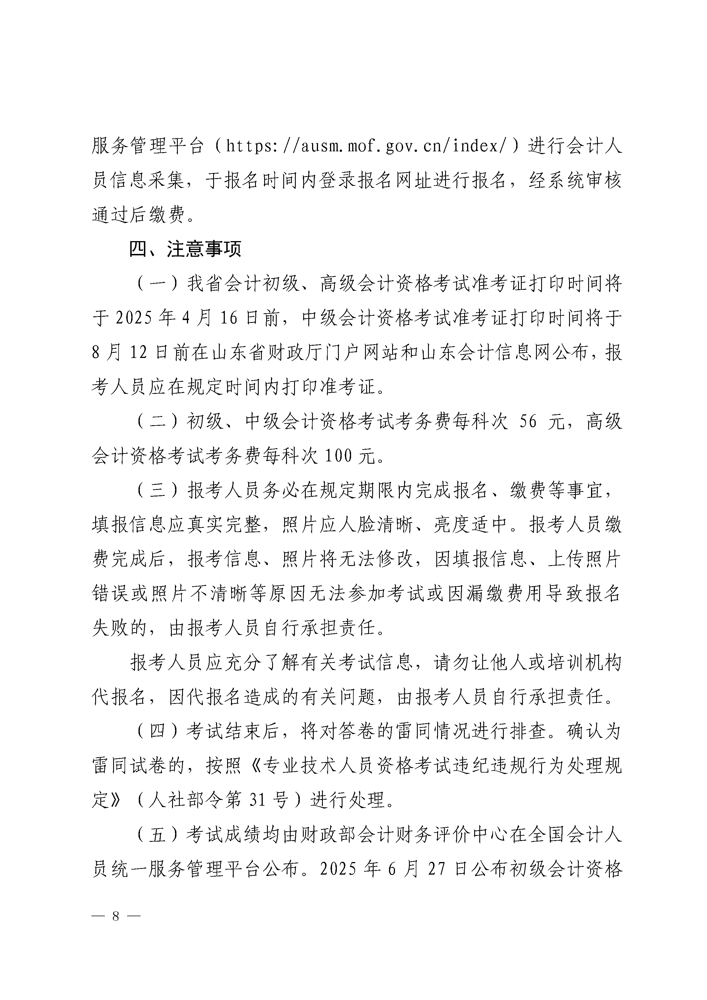 服务管理平台（https://ausm.mof.gov.cn/index/）进行会计人
员信息采集，于报名时间内登录报名网址进行报名，经系统审核
通过后缴费。
四、注意事项
（一）我省会计初级、高级会计资格考试准考证打印时间将
于 2025 年 4 月 16 日前，中级会计资格考试准考证打印时间将于
8 月 12 日前在山东省财政厅门户网站和山东会计信息网公布，报
考人员应在规定时间内打印准考证。
（二）初级、中级会计资格考试考务费每科次 56 元，高级
会计资格考试考务费每科次 100 元。
（三）报考人员务必在规定期限内完成报名、缴费等事宜，
填报信息应真实完整，照片应人脸清晰、亮度适中。报考人员缴
费完成后，报考信息、照片将无法修改，因填报信息、上传照片
错误或照片不清晰等原因无法参加考试或因漏缴费用导致报名
失败的，由报考人员自行承担责任。
报考人员应充分了解有关考试信息，请勿让他人或培训机构
代报名，因代报名造成的有关问题，由报考人员自行承担责任。
（四）考试结束后，将对答卷的雷同情况进行排查。确认为
雷同试卷的，按照《专业技术人员资格考试违纪违规行为处理规
定》（人社部令第 31 号）进行处理。
（五）考试成绩均由财政部会计财务评价中心在全国会计人
员统一服务管理平台公布。2025 年 6 月 27 日公布初级会计资格
— 8 —